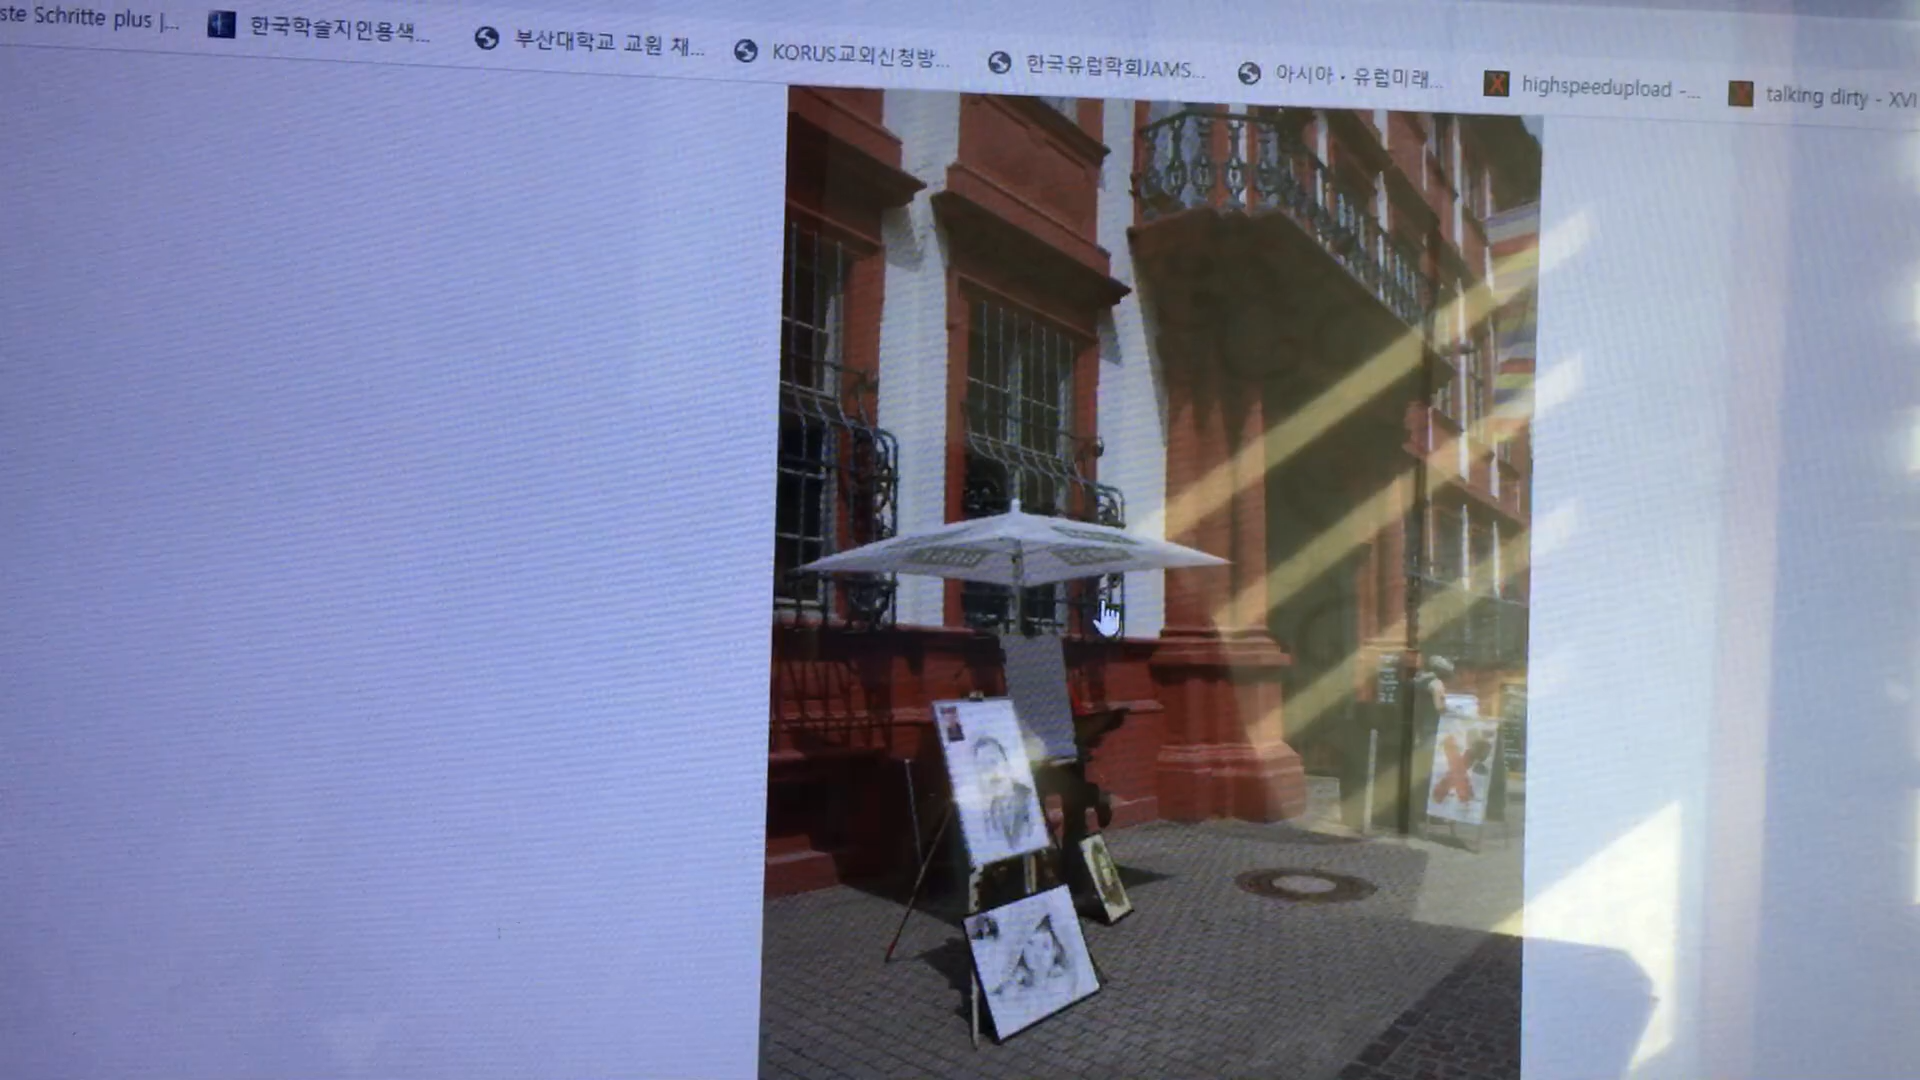 ste Schritte plus |...
한국학술지인용색...
부산대학교 교원 채...
KORUS교외신청방...
한국유럽학회JAMS...
아시아·유럽미래...
highspeedupload -...
talking dirty - XVI
X